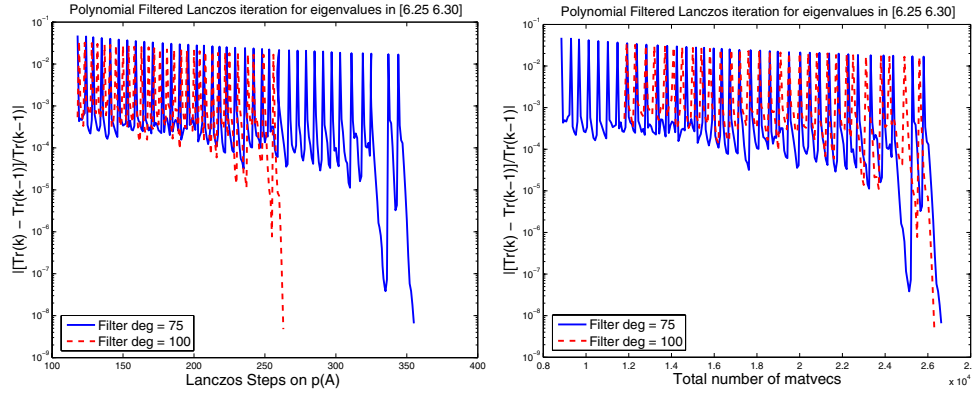 Polynomial Filtered Lanczos iteration for eigenvalues in [6.25 6.30]
|[Tr(k) − Tr(k−1)]/Tr(k−1)|
10^-1
10^-2
10^-3
10^-4
10^-5
10^-6
10^-7
10^-8
10^-9
Filter deg = 75
Filter deg = 100
100 150 200 250 300 350 400
Lanczos Steps on p(A)
Polynomial Filtered Lanczos iteration for eigenvalues in [6.25 6.30]
|[Tr(k) − Tr(k−1)]/Tr(k−1)|
10^-1
10^-2
10^-3
10^-4
10^-5
10^-6
10^-7
10^-8
10^-9
Filter deg = 75
Filter deg = 100
0.8 1 1.2 1.4 1.6 1.8 2 2.2 2.4 2.6 2.
Total number of matvecs
x 10^4